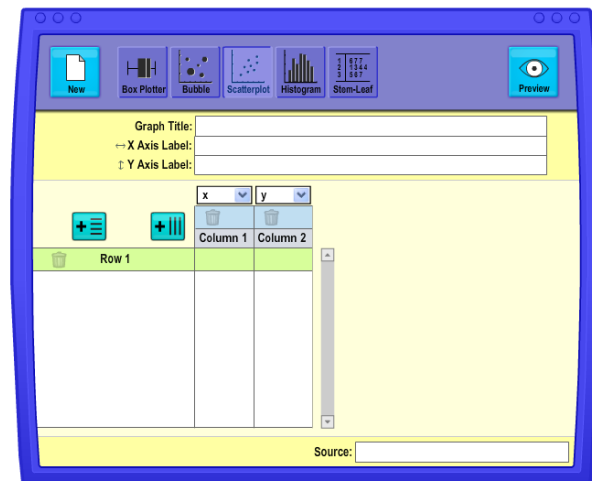 New
Box Plotter
Bubble
Scatterplot
Histogram
1 677
2 1344
3 567
Stem-Leaf
Preview
Graph Title:
X Axis Label:
Y Axis Label:
x y
Column 1 Column 2
Row 1
Source: